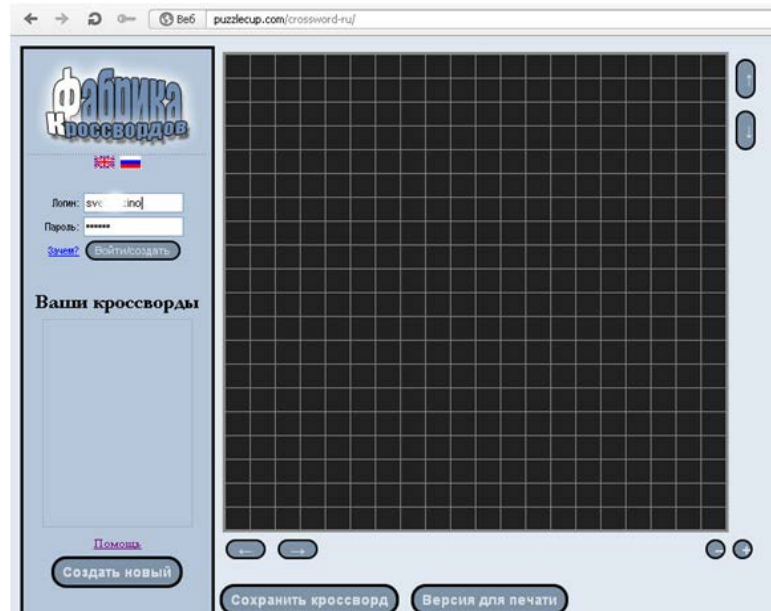 Веб puzzlecup.com/crossword-ru/
Фабрика
Кроссвордов
Логин:
Пароль: ••••••
Зачем? Войти/создать
Ваши кроссворды
Помощь
Создать новый
← →
- +
Сохранить кроссворд Версия для печати